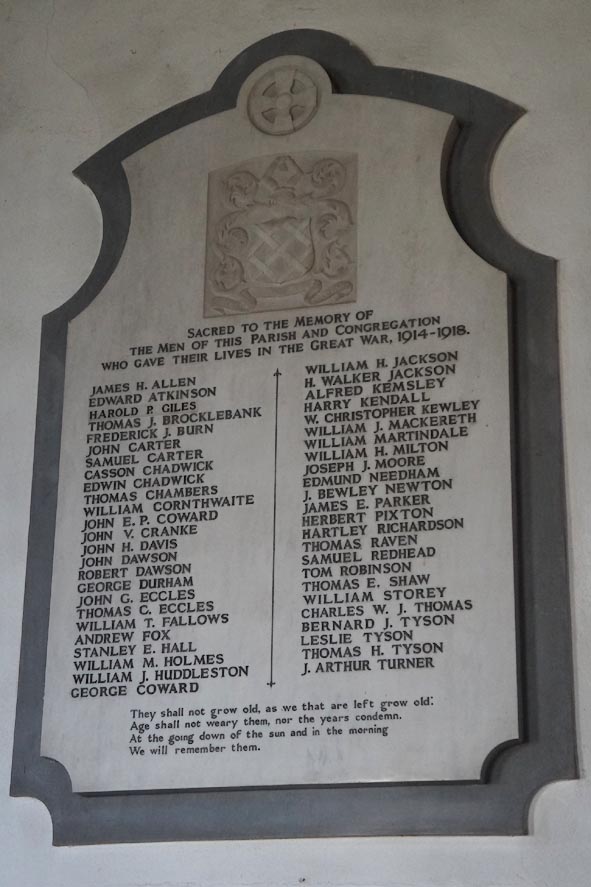 SACRED TO THE MEMORY OF
THE MEN OF THIS PARISH AND CONGREGATION
WHO GAVE THEIR LIVES IN THE GREAT WAR, 1914-1918.
JAMES H. ALLEN
EDWARD ATKINSON
HAROLD P. GILES
THOMAS J. BROCKLEBANK
FREDERICK J. BURN
JOHN CARTER
SAMUEL CARTER
CASSON CHADWICK
EDWIN CHADWICK
THOMAS CHAMBERS
WILLIAM CORNTHWAITE
JOHN E. P. COWARD
JOHN V. CRANKE
JOHN H. DAVIS
JOHN DAWSON
ROBERT DAWSON
GEORGE DURHAM
JOHN G. ECCLES
THOMAS G. ECCLES
WILLIAM T. FALLOWS
ANDREW FOX
STANLEY E. HALL
WILLIAM M. HOLMES
WILLIAM J. HUDDLESTON
GEORGE COWARD
WILLIAM H. JACKSON
H. WALKER JACKSON
ALFRED KEMSLEY
HARRY KENDALL
W. CHRISTOPHER KEWLEY
WILLIAM J. MACKERETH
WILLIAM MARTINDALE
WILLIAM H. MILTON
JOSEPH J. MOORE
EDMUND NEEDHAM
J. BEWLEY NEWTON
JAMES E. PARKER
HERBERT PIXTON
HARTLEY RICHARDSON
THOMAS RAVEN
SAMUEL REDHEAD
TOM ROBINSON
THOMAS E. SHAW
WILLIAM STOREY
CHARLES W. J. THOMAS
BERNARD J. TYSON
LESLIE TYSON
THOMAS H. TYSON
J. ARTHUR TURNER
They shall not grow old, as we that are left grow old:
Age shall not weary them, nor the years condemn.
At the going down of the sun and in the morning
We will remember them.